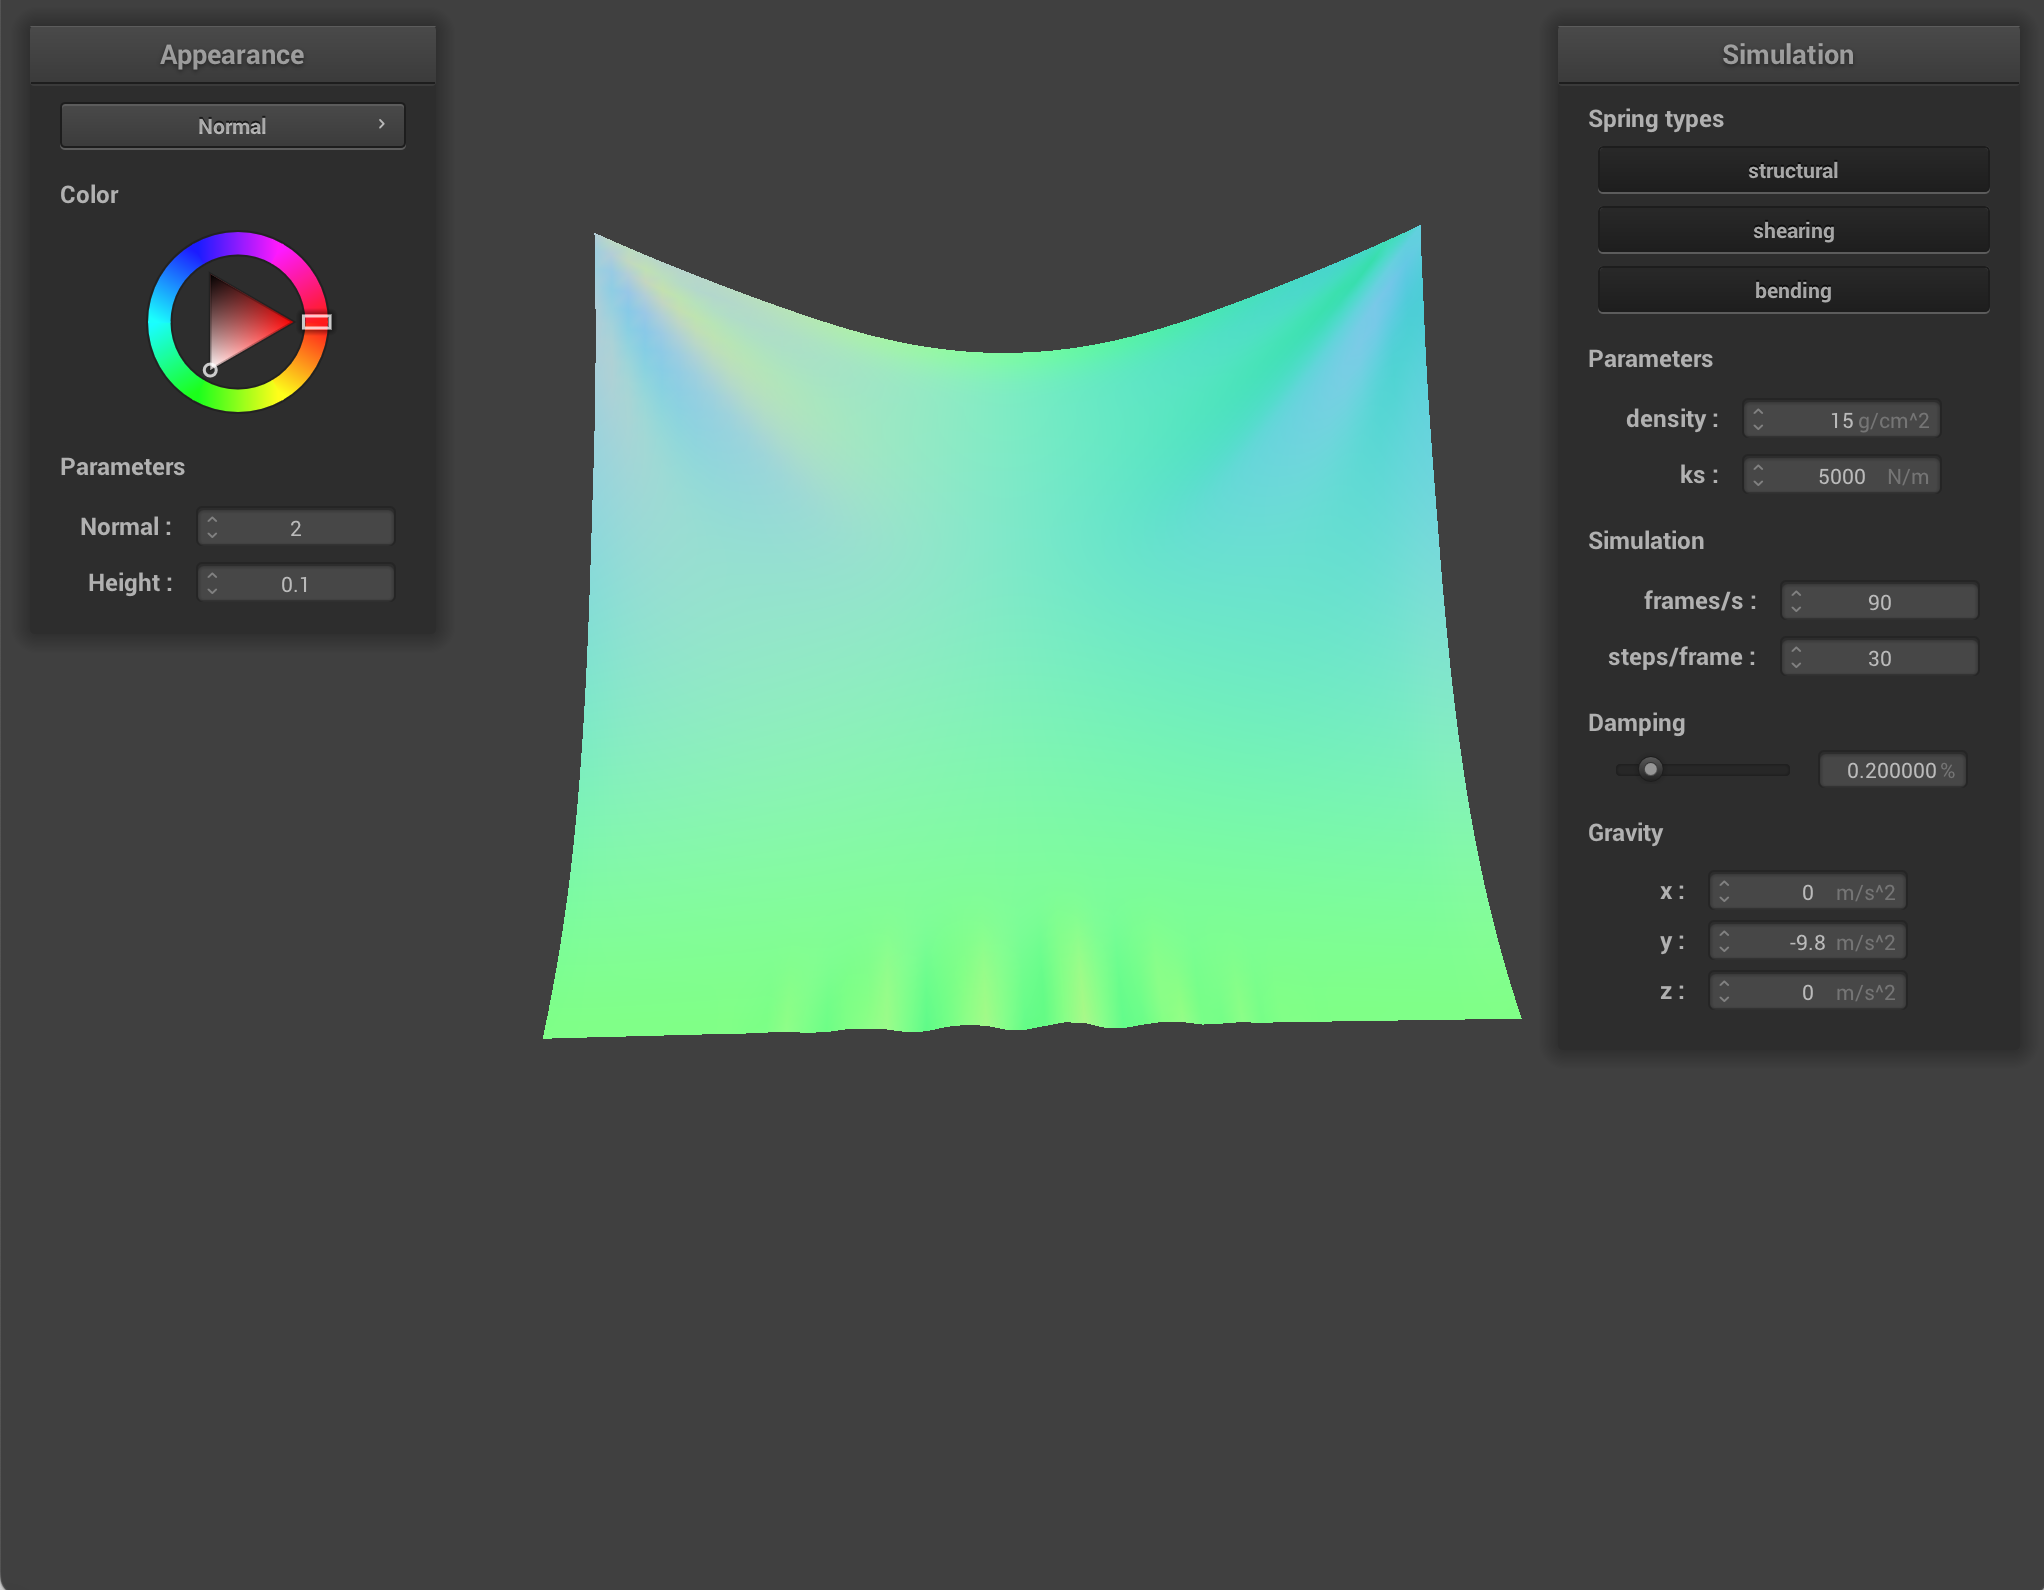 Appearance
Normal
Color
Parameters
Normal : 2
Height : 0.1
Simulation
Spring types
structural
shearing
bending
Parameters
density : 15 g/cm^2
ks : 5000 N/m
Simulation
frames/s : 90
steps/frame : 30
Damping
0.200000 %
Gravity
x : 0 m/s^2
y : -9.8 m/s^2
z : 0 m/s^2